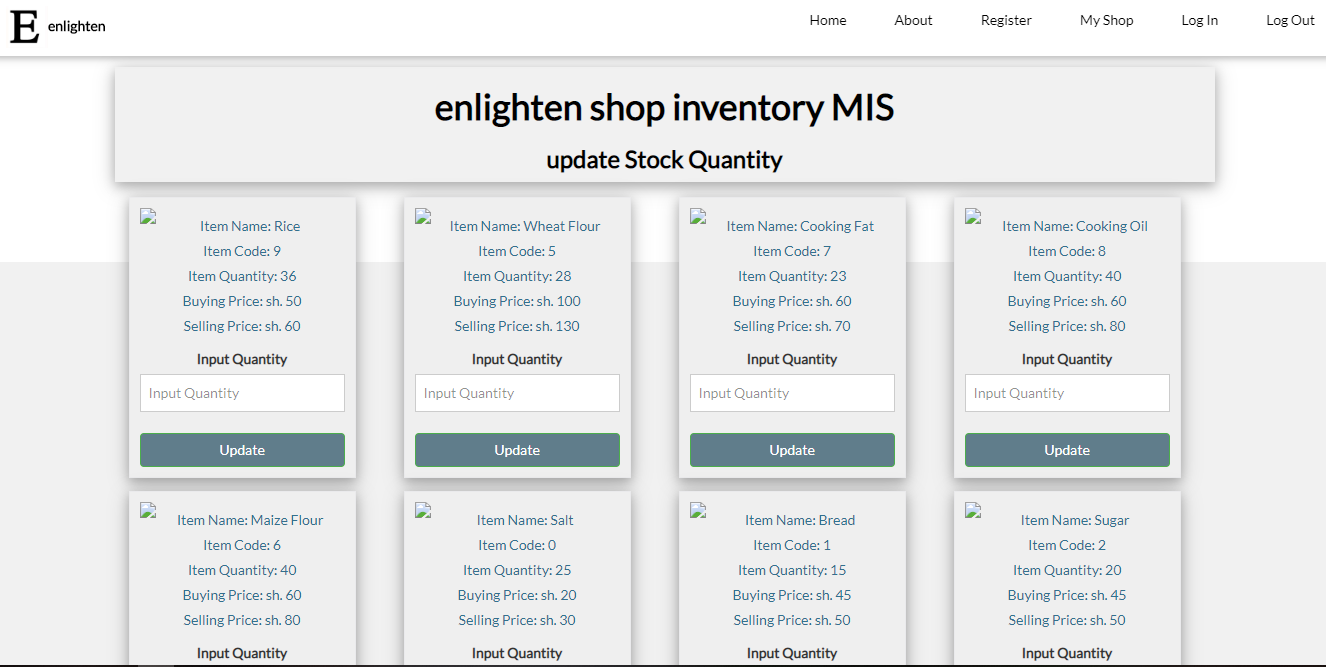 E enlighten
Home About Register My Shop Log In Log Out
enlighten shop inventory MIS
update Stock Quantity
Item Name: Rice
Item Code: 9
Item Quantity: 36
Buying Price: sh. 50
Selling Price: sh. 60
Input Quantity
Input Quantity
Update
Item Name: Wheat Flour
Item Code: 5
Item Quantity: 28
Buying Price: sh. 100
Selling Price: sh. 130
Input Quantity
Input Quantity
Update
Item Name: Cooking Fat
Item Code: 7
Item Quantity: 23
Buying Price: sh. 60
Selling Price: sh. 70
Input Quantity
Input Quantity
Update
Item Name: Cooking Oil
Item Code: 8
Item Quantity: 40
Buying Price: sh. 60
Selling Price: sh. 80
Input Quantity
Input Quantity
Update
Item Name: Maize Flour
Item Code: 6
Item Quantity: 40
Buying Price: sh. 60
Selling Price: sh. 80
Input Quantity
Item Name: Salt
Item Code: 0
Item Quantity: 25
Buying Price: sh. 20
Selling Price: sh. 30
Input Quantity
Item Name: Bread
Item Code: 1
Item Quantity: 15
Buying Price: sh. 45
Selling Price: sh. 50
Input Quantity
Item Name: Sugar
Item Code: 2
Item Quantity: 20
Buying Price: sh. 45
Selling Price: sh. 50
Input Quantity